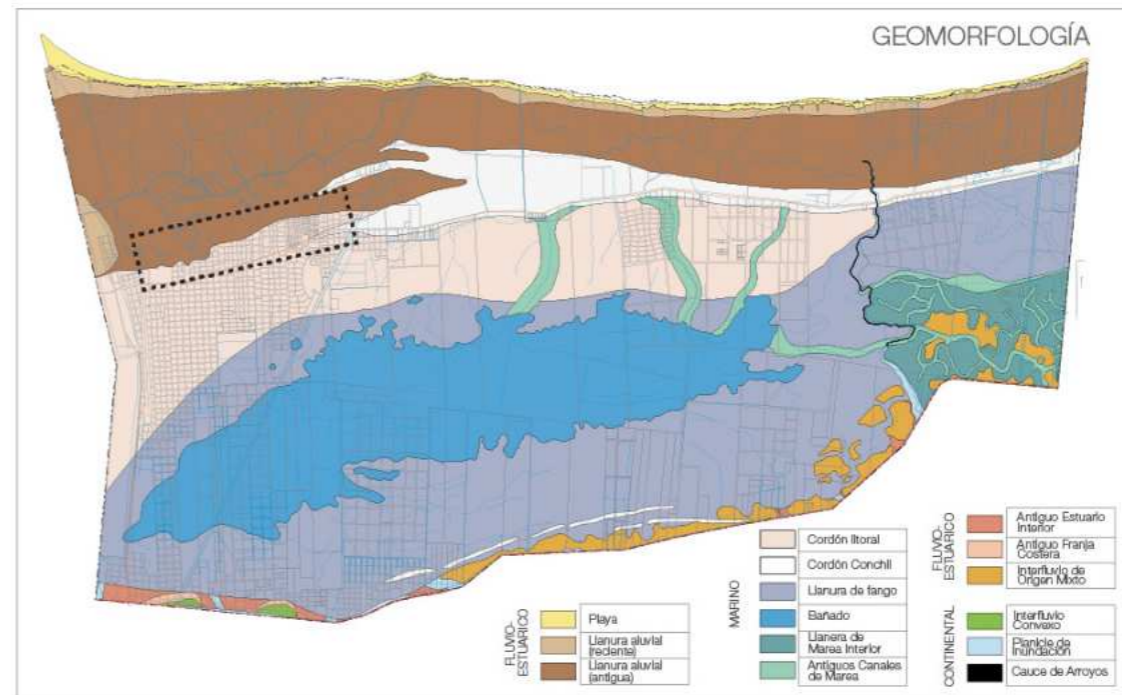 GEOMORFOLOGÍA
FLUVIO-
ESTUARICO
Playa
Llanura aluvial
(reciente)
Llanura aluvial
(antigua)
MARINO
Cordón litoral
Cordón Conchil
Llanura de fango
Bañado
Llanera de
Marea Interior
Antiguos Canales
de Marea
FLUVIO-
ESTUARICO
Antiguo Estuario
Interior
Antiguo Franja
Costera
Interfluvio de
Origen Mixto
CONTINENTAL
Interfluvio
Convexo
Planicie de
Inundación
Cauce de Arroyos